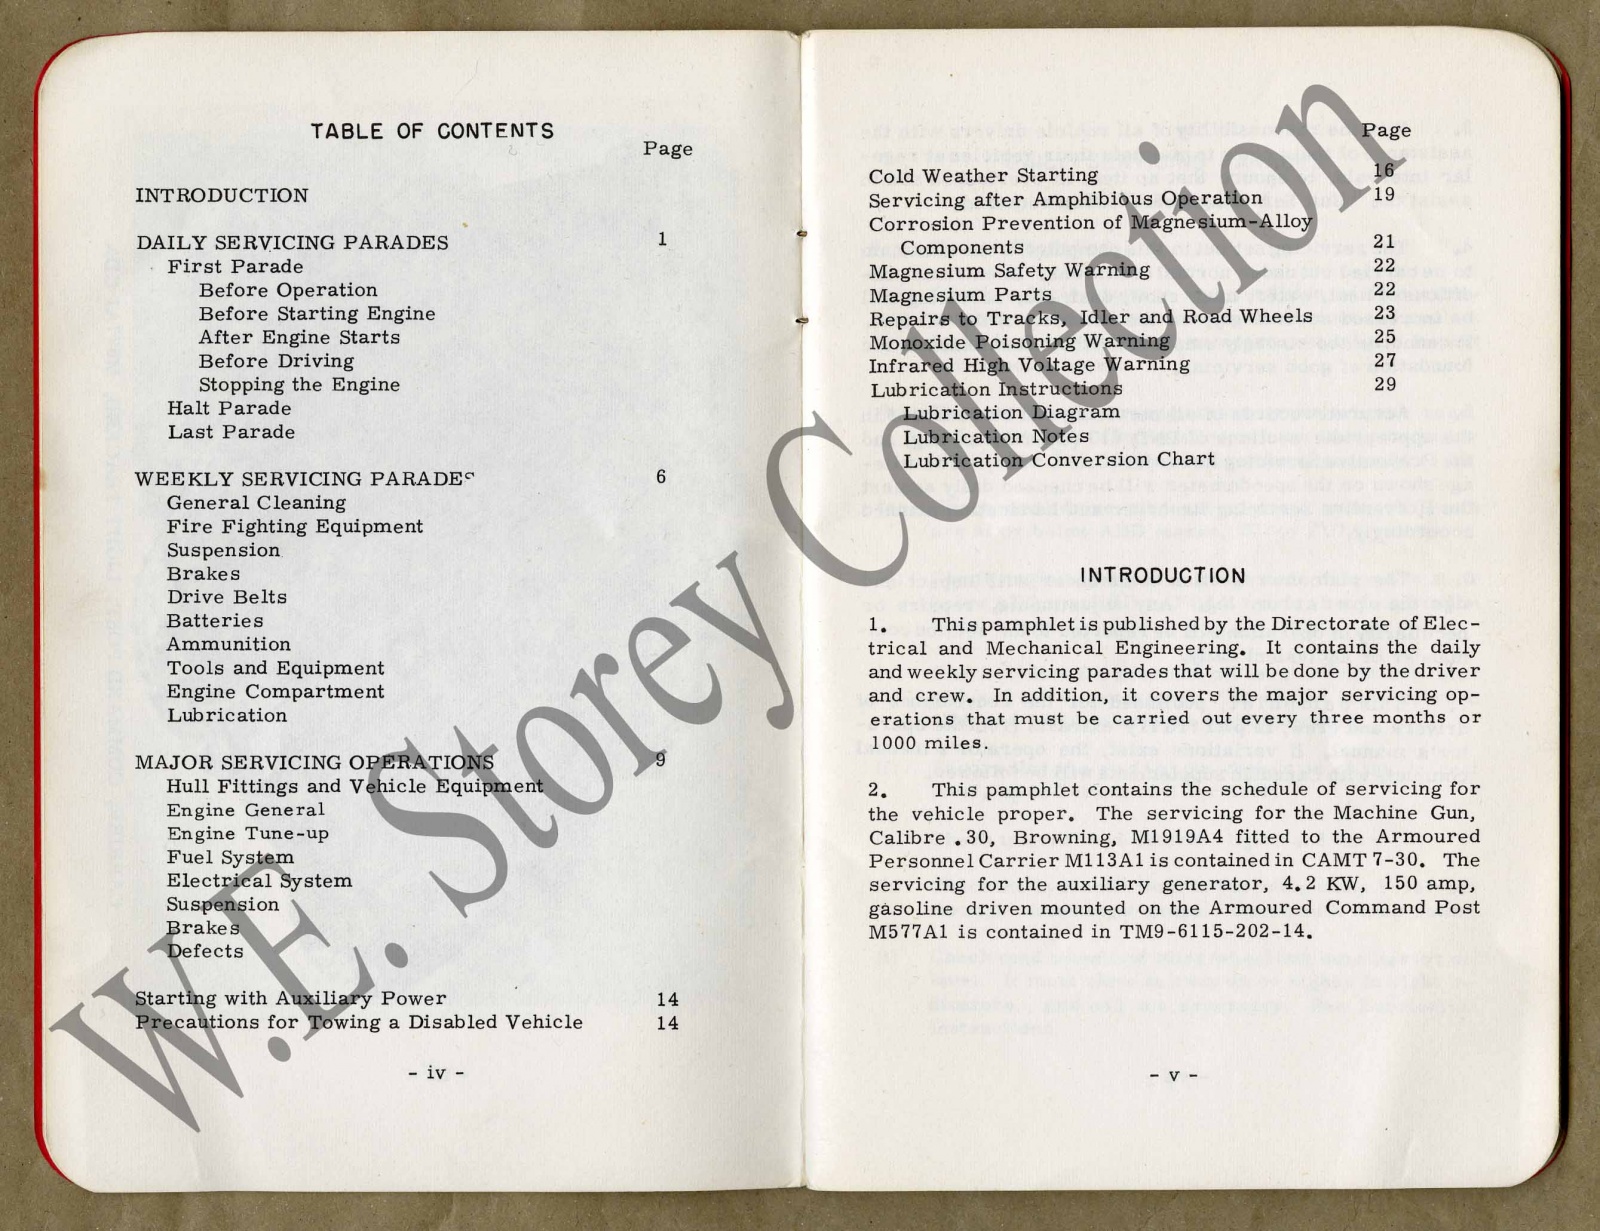 TABLE OF CONTENTS
Page
INTRODUCTION
DAILY SERVICING PARADES 1
First Parade
Before Operation
Before Starting Engine
After Engine Starts
Before Driving
Stopping the Engine
Halt Parade
Last Parade
WEEKLY SERVICING PARADES 6
General Cleaning
Fire Fighting Equipment
Suspension
Brakes
Drive Belts
Batteries
Ammunition
Tools and Equipment
Engine Compartment
Lubrication
MAJOR SERVICING OPERATIONS 9
Hull Fittings and Vehicle Equipment
Engine General
Engine Tune-up
Fuel System
Electrical System
Suspension
Brakes
Defects
Starting with Auxiliary Power 14
Precautions for Towing a Disabled Vehicle 14
- iv -
Page
Cold Weather Starting 16
Servicing after Amphibious Operation 19
Corrosion Prevention of Magnesium-Alloy
Components 21
Magnesium Safety Warning 22
Magnesium Parts 22
Repairs to Tracks, Idler and Road Wheels 23
Monoxide Poisoning Warning 25
Infrared High Voltage Warning 27
Lubrication Instructions 29
Lubrication Diagram
Lubrication Notes
Lubrication Conversion Chart
INTRODUCTION
1. This pamphlet is published by the Directorate of Elec-
trical and Mechanical Engineering. It contains the daily
and weekly servicing parades that will be done by the driver
and crew. In addition, it covers the major servicing op-
erations that must be carried out every three months or
1000 miles.
2. This pamphlet contains the schedule of servicing for
the vehicle proper. The servicing for the Machine Gun,
Calibre .30, Browning, M1919A4 fitted to the Armoured
Personnel Carrier M113A1 is contained in CAMT 7-30. The
servicing for the auxiliary generator, 4.2 KW, 150 amp,
gasoline driven mounted on the Armoured Command Post
M577A1 is contained in TM9-6115-202-14.
- v -
W.E. Storey Collection